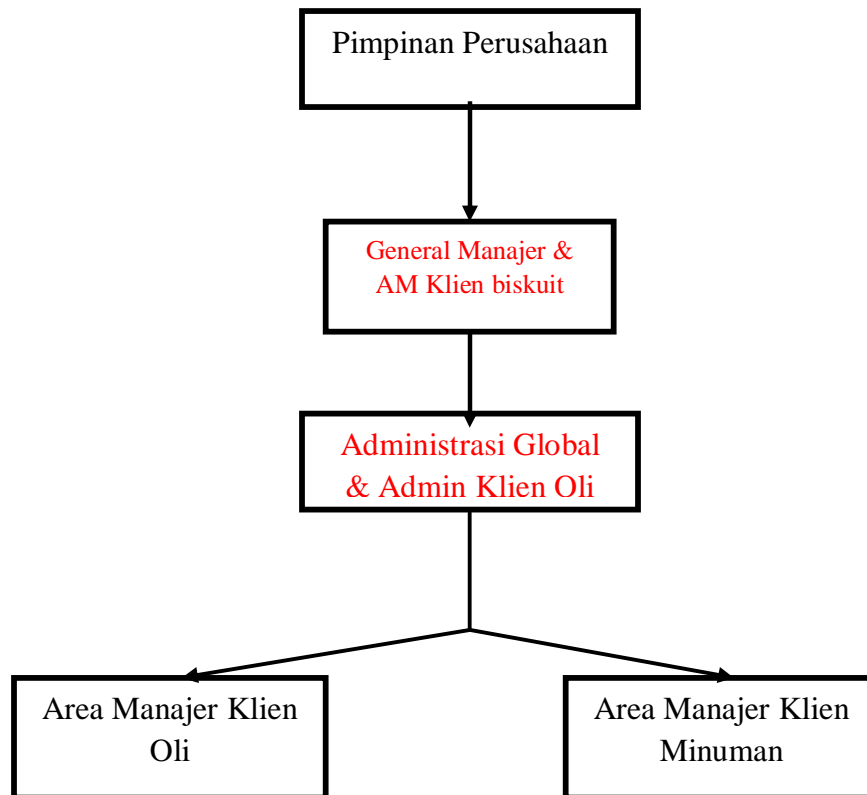 Pimpinan Perusahaan
General Manajer &
AM Klien biskuit
Administrasi Global
& Admin Klien Oli
Area Manajer Klien
Oli
Area Manajer Klien
Minuman